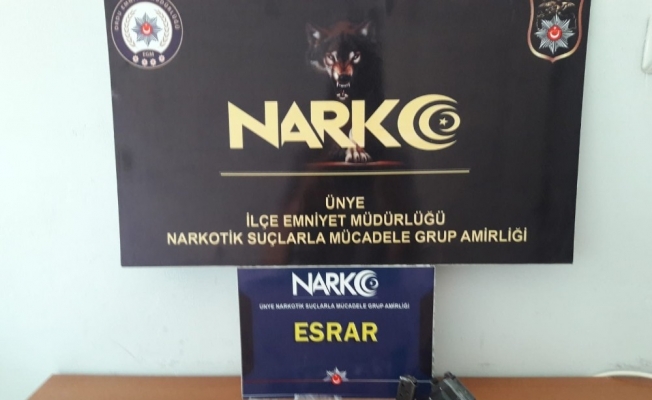 NARKO
ÜNYE
İLÇE EMNİYET MÜDÜRLÜĞÜ
NARKOTİK SUÇLARLA MÜCADELE GRUP AMİRLİĞİ
NARKO
ÜNYE NARKOTİK SUÇLARLA MÜCADELE GRUP AMİRLİĞİ
ESRAR